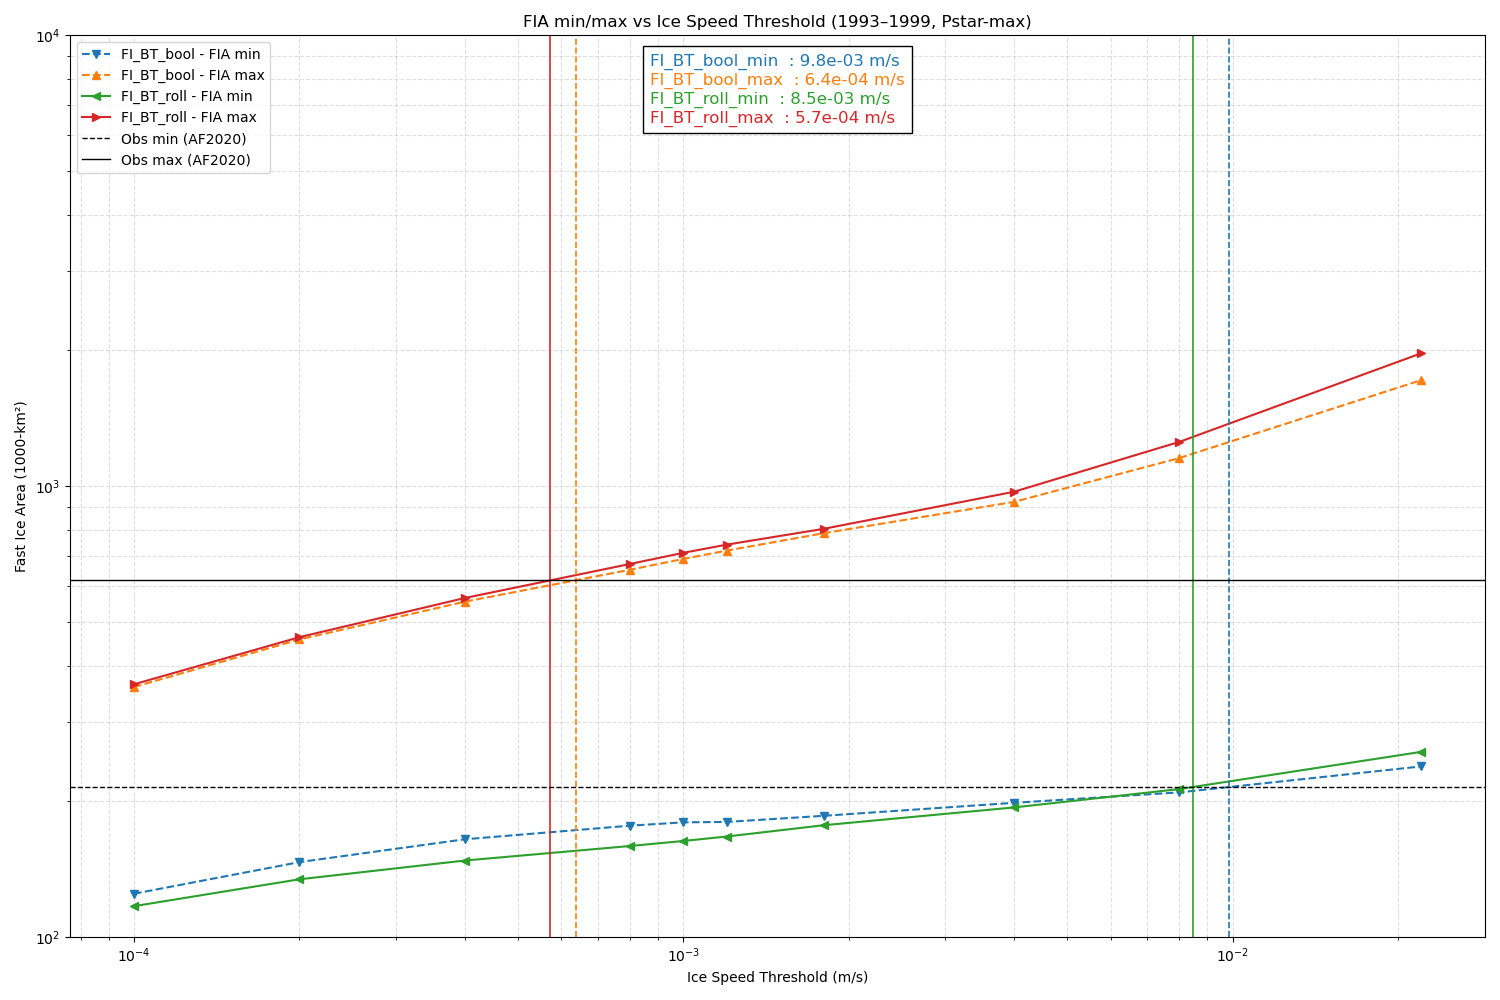 FIA min/max vs Ice Speed Threshold (1993–1999, Pstar-max)
FI_BT_bool - FIA min
FI_BT_bool - FIA max
FI_BT_roll - FIA min
FI_BT_roll - FIA max
Obs min (AF2020)
Obs max (AF2020)
FI_BT_bool_min  : 9.8e-03 m/s
FI_BT_bool_max  : 6.4e-04 m/s
FI_BT_roll_min  : 8.5e-03 m/s
FI_BT_roll_max  : 5.7e-04 m/s
Fast Ice Area (1000-km²)
10⁴
10³
10²
10⁻⁴
10⁻³
10⁻²
Ice Speed Threshold (m/s)